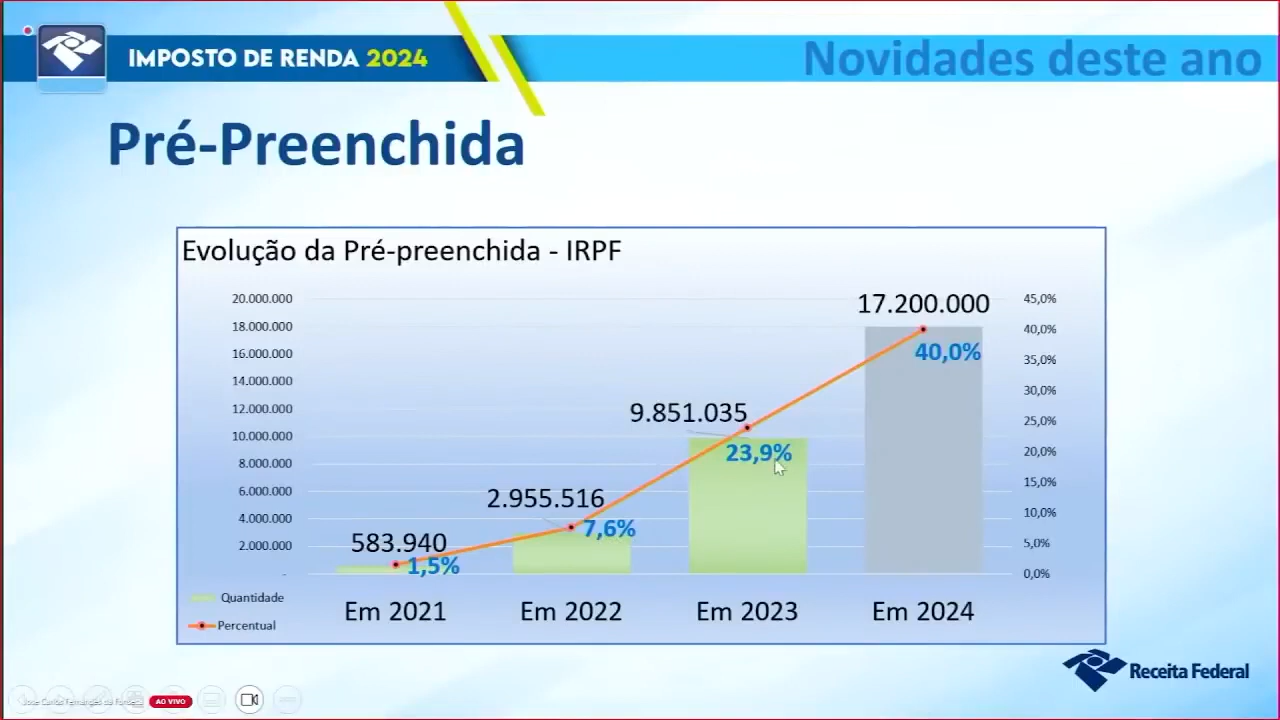 IMPOSTO DE RENDA 2024
Novidades deste ano
Pré-Preenchida
Evolução da Pré-preenchida - IRPF
20.000.000
18.000.000
16.000.000
14.000.000
12.000.000
10.000.000
8.000.000
6.000.000
4.000.000
2.000.000
-
583.940
2.955.516
9.851.035
17.200.000
1,5%
7,6%
23,9%
40,0%
45,0%
40,0%
35,0%
30,0%
25,0%
20,0%
15,0%
10,0%
5,0%
0,0%
Em 2021
Em 2022
Em 2023
Em 2024
Quantidade
Percentual
Receita Federal
José Carlos Fernandes da Fonseca
AO VIVO